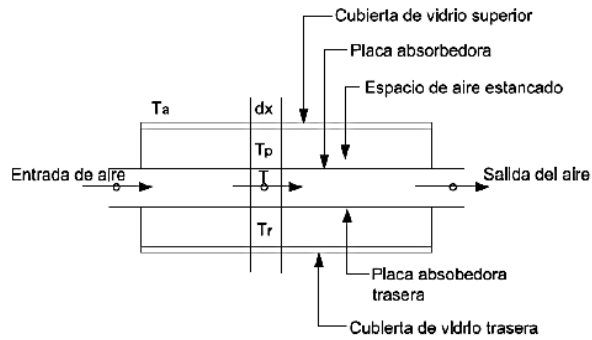 Cubierta de vidrio superior
Placa absorbedora
Espacio de aire estancado
Ta
dx
Tp
Entrada de aire
T
Salida del aire
Tr
Placa absobedora
trasera
Cubierta de vidrio trasera